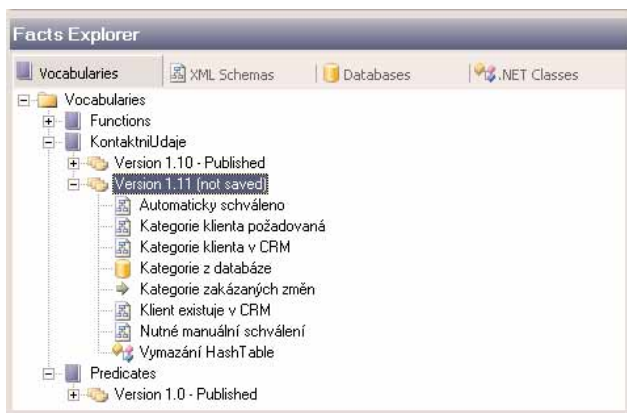 Facts Explorer
Vocabularies XML Schemas Databases .NET Classes
Vocabularies
Functions
KontaktniUdaje
Version 1.10 - Published
Version 1.11 (not saved)
Automaticky schváleno
Kategorie klienta požadovaná
Kategorie klienta v CRM
Kategorie z databáze
Kategorie zakázaných změn
Klient existuje v CRM
Nutné manuální schválení
Vymazání HashTable
Predicates
Version 1.0 - Published